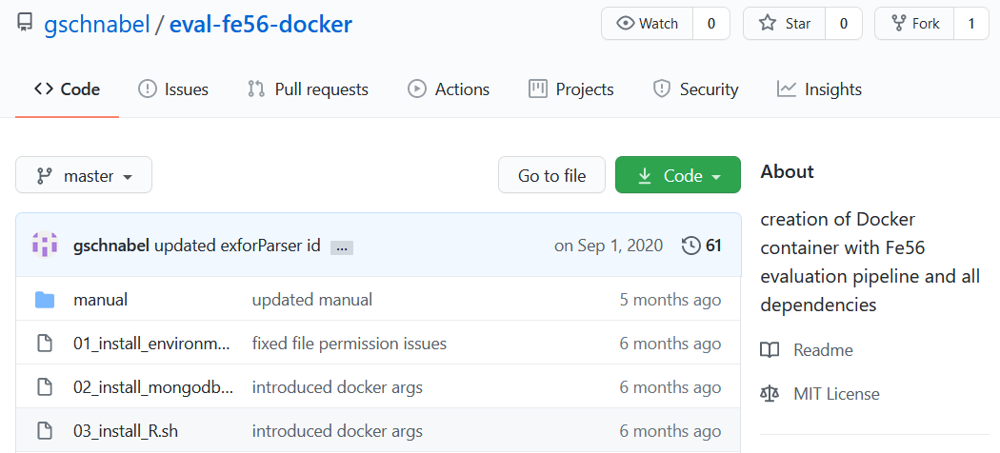 gschnabel / eval-fe56-docker
Watch 0
Star 0
Fork 1
Code
Issues
Pull requests
Actions
Projects
Security
Insights
master
Go to file
Code
gschnabel updated exforParser id ... on Sep 1, 2020 61
manual updated manual 5 months ago
01_install_environm... fixed file permission issues 6 months ago
02_install_mongodb... introduced docker args 6 months ago
03_install_R.sh introduced docker args 6 months ago
About
creation of Docker
container with Fe56
evaluation pipeline and all
dependencies
Readme
MIT License